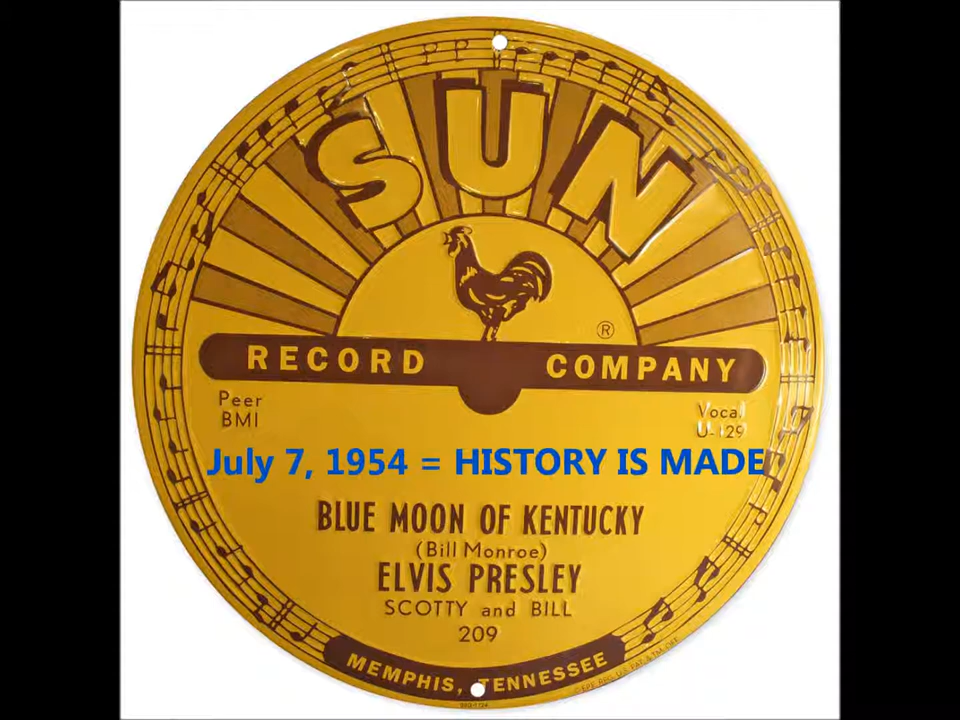 SUN
®
RECORD COMPANY
Peer
BMI
Vocal
U-129
July 7, 1954 = HISTORY IS MADE
BLUE MOON OF KENTUCKY
(Bill Monroe)
ELVIS PRESLEY
SCOTTY and BILL
209
MEMPHIS, TENNESSEE